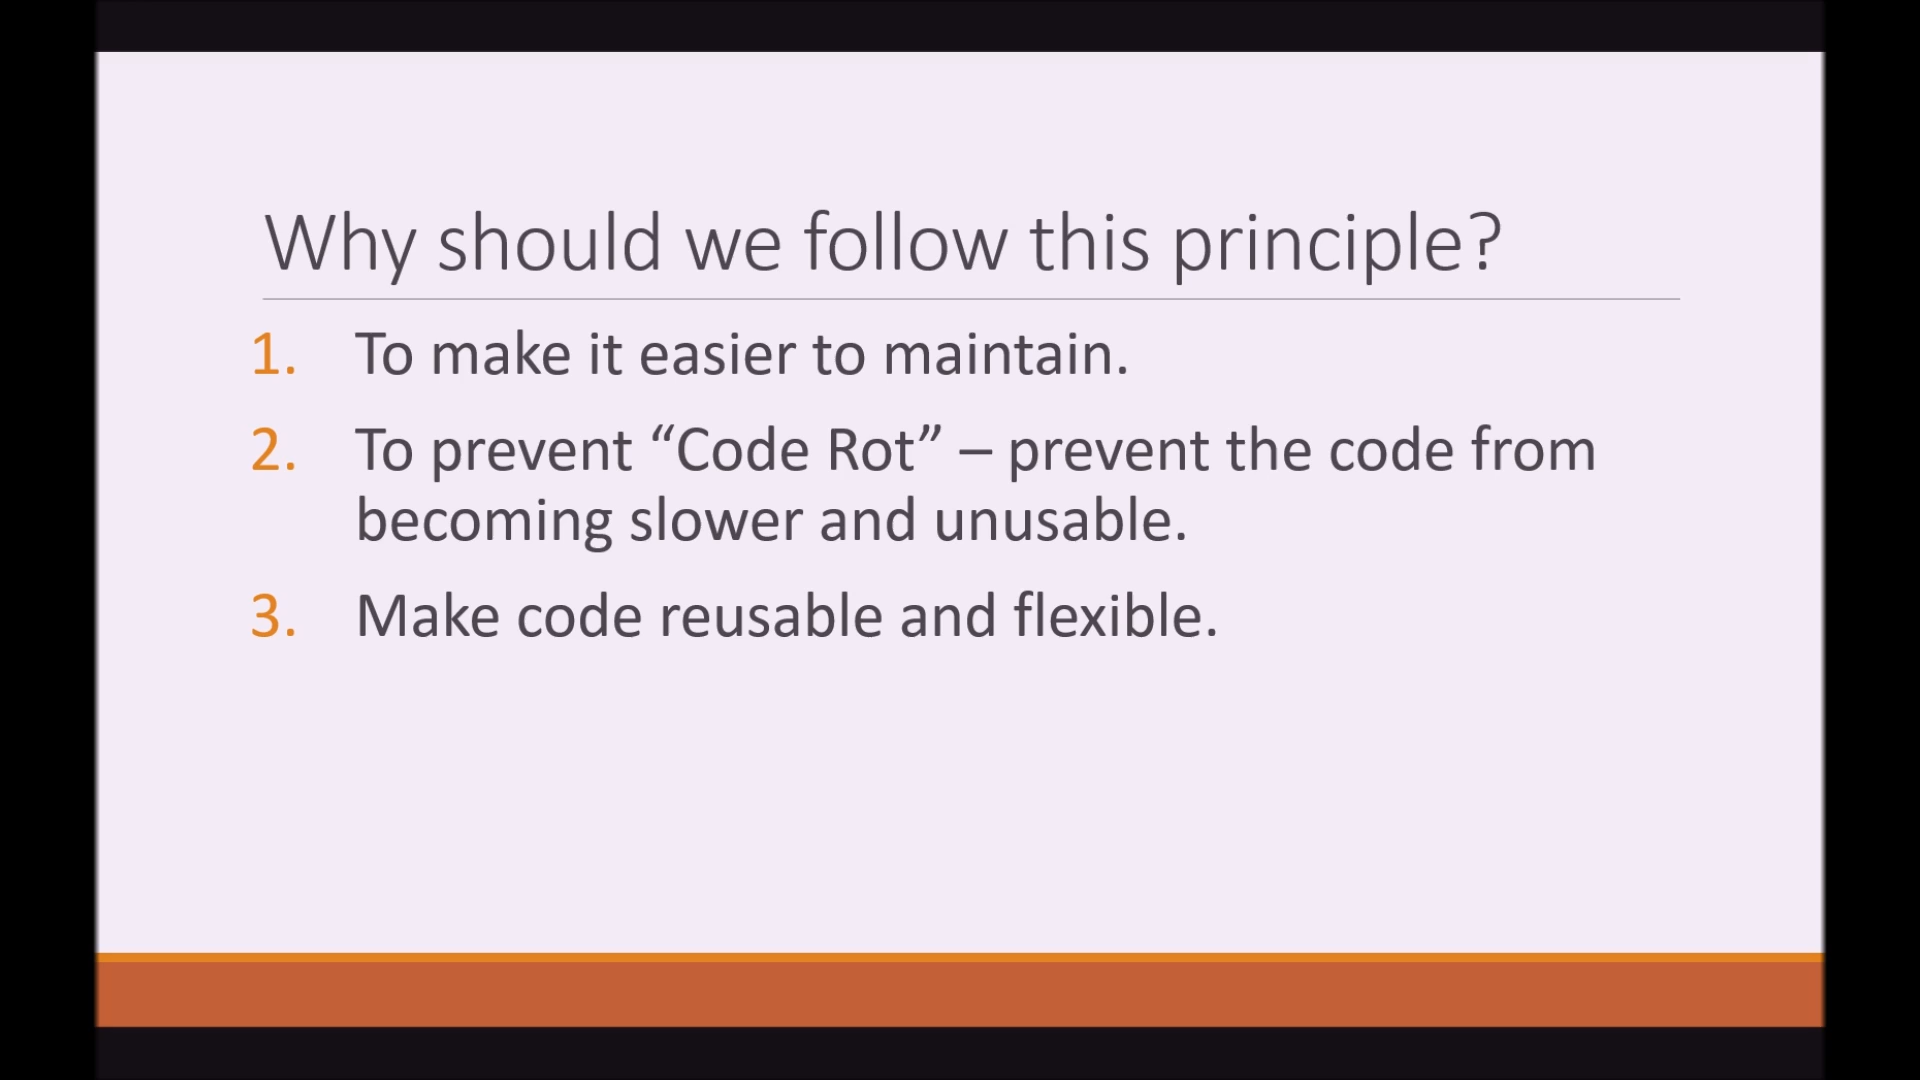 Why should we follow this principle?
1. To make it easier to maintain.
2. To prevent “Code Rot” – prevent the code from
becoming slower and unusable.
3. Make code reusable and flexible.